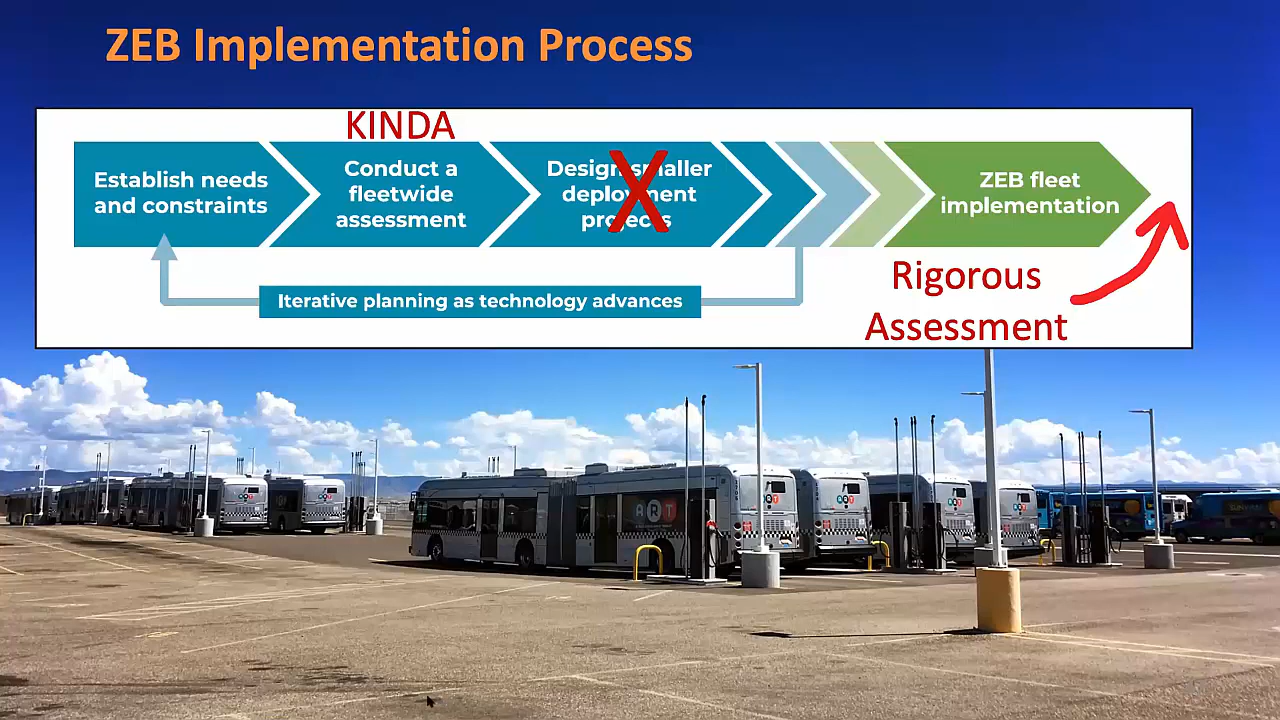 ZEB Implementation Process
KINDA
Establish needs
and constraints
Conduct a
fleetwide
assessment
Design smaller
deployment
projects
X
ZEB fleet
implementation
Iterative planning as technology advances
Rigorous
Assessment
ART